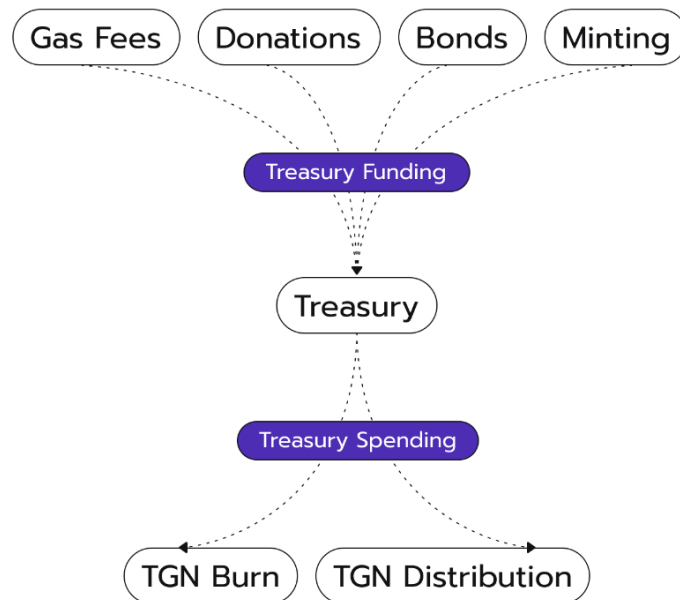 Gas Fees
Donations
Bonds
Minting
Treasury Funding
Treasury
Treasury Spending
TGN Burn
TGN Distribution